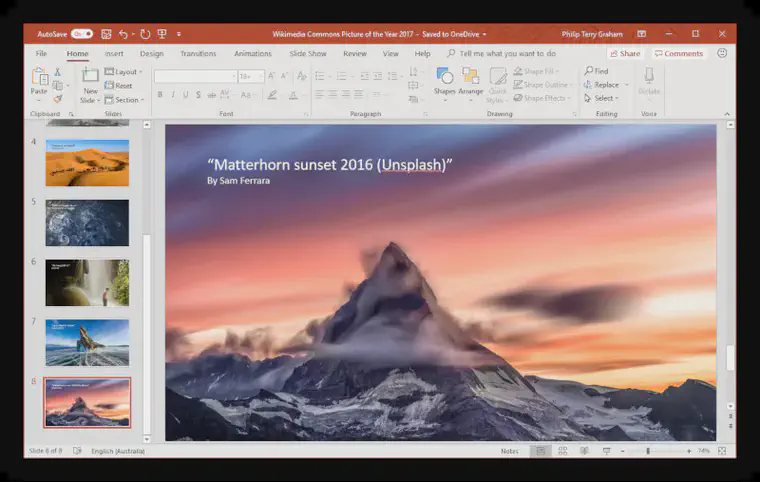 AutoSave On Wikimedia Commons Picture of the Year 2017 - Saved to OneDrive Philip Terry Graham
File Home Insert Design Transitions Animations Slide Show Review View Help Tell me what you want to do Share Comments
Paste
New
Slide
Layout
Reset
Section
18+
B I U S abc AV Aa A
Shapes Arrange Quick
Styles
Shape Fill
Shape Outline
Shape Effects
Find
Replace
Select
Dictate
Clipboard Slides Font Paragraph Drawing Editing Voice
4
5
6
7
8
“Matterhorn sunset 2016 (Unsplash)”
By Sam Ferrara
Slide 8 of 8 English (Australia) Notes 74%